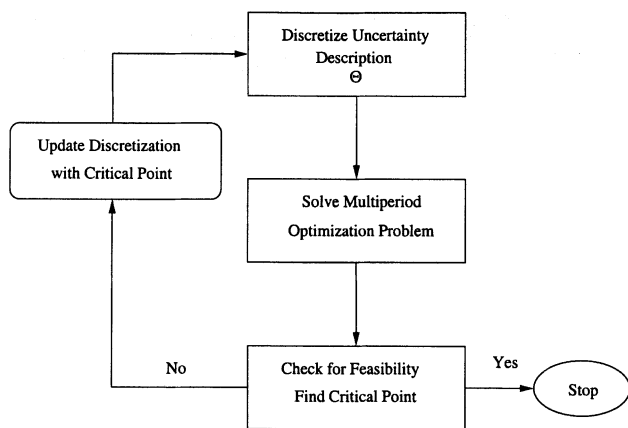 Discretize Uncertainty
Description
Θ
Update Discretization
with Critical Point
Solve Multiperiod
Optimization Problem
No
Check for Feasibility
Find Critical Point
Yes
Stop